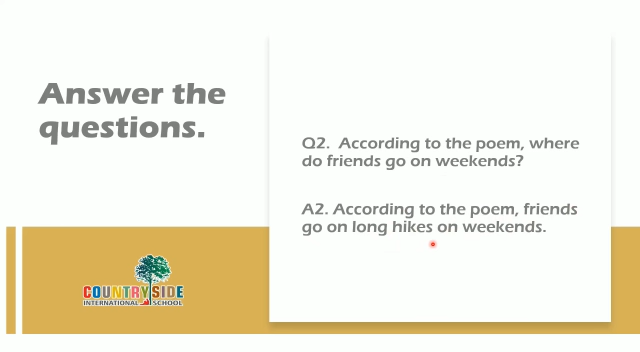 Answer the
questions.
Q2. According to the poem, where
do friends go on weekends?
A2. According to the poem, friends
go on long hikes on weekends.
COUNTRYSIDE
INTERNATIONAL SCHOOL